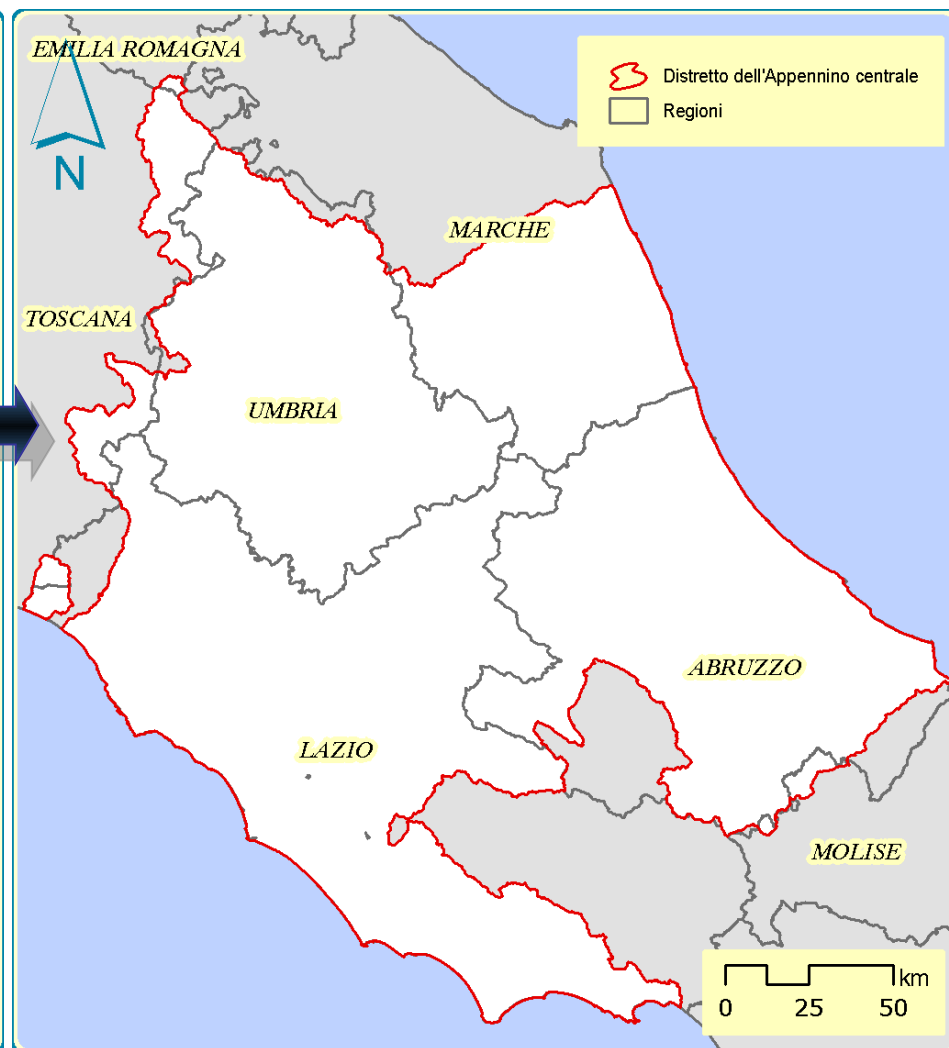 EMILIA ROMAGNA
Distretto dell'Appennino centrale
Regioni
N
MARCHE
TOSCANA
UMBRIA
ABRUZZO
LAZIO
MOLISE
km
0 25 50